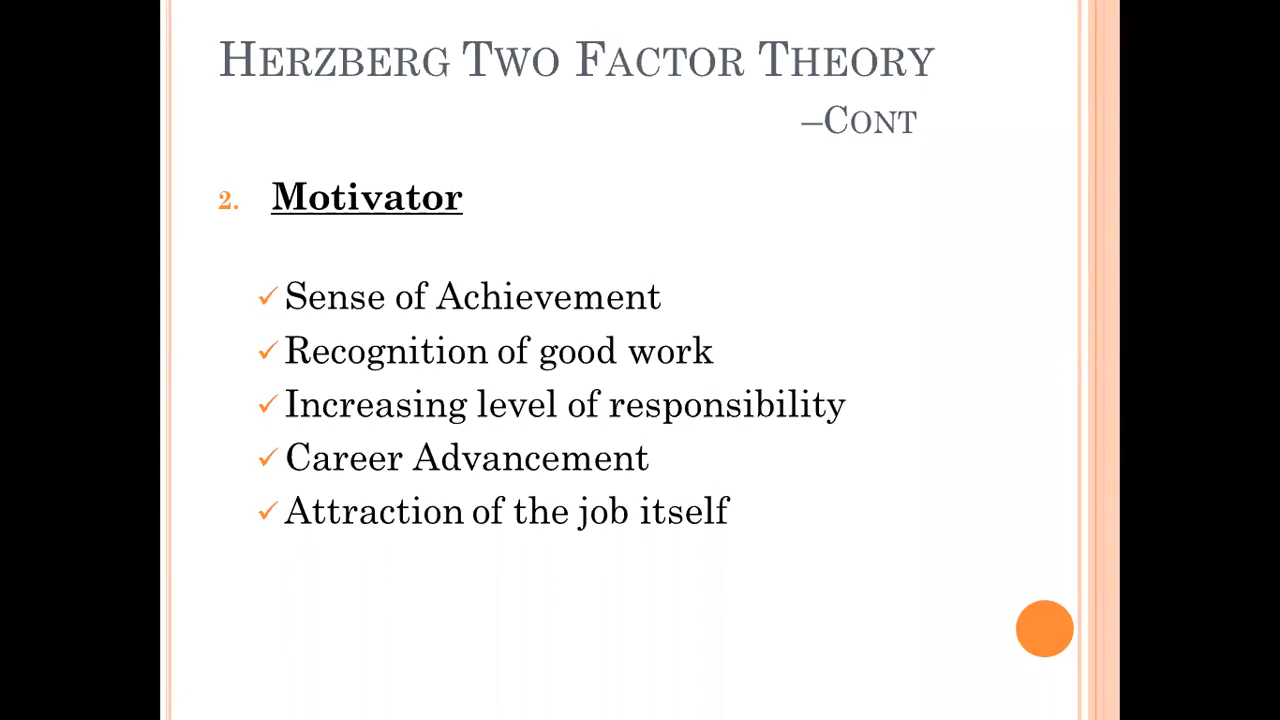 Herzberg Two Factor Theory
–Cont
2. Motivator
✓ Sense of Achievement
✓ Recognition of good work
✓ Increasing level of responsibility
✓ Career Advancement
✓ Attraction of the job itself